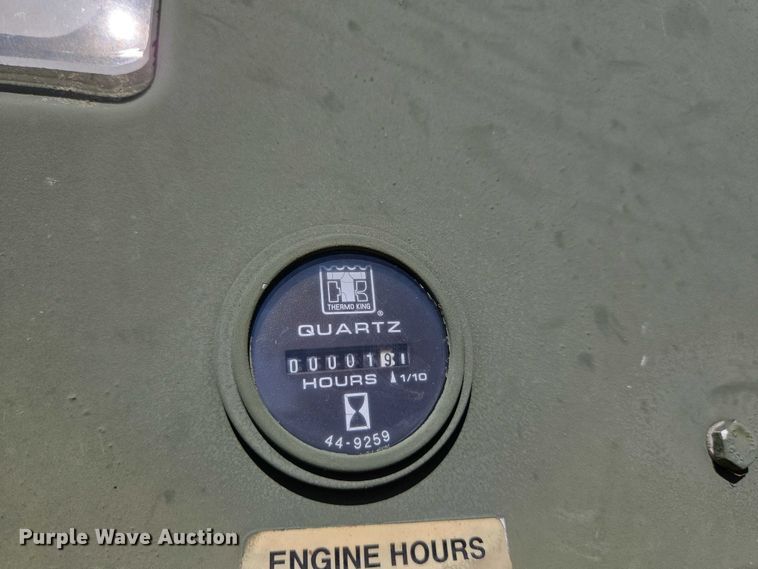 THERMO KING
®
QUARTZ
0000191
HOURS 1/10
44-9259
ENGINE HOURS
Purple Wave Auction